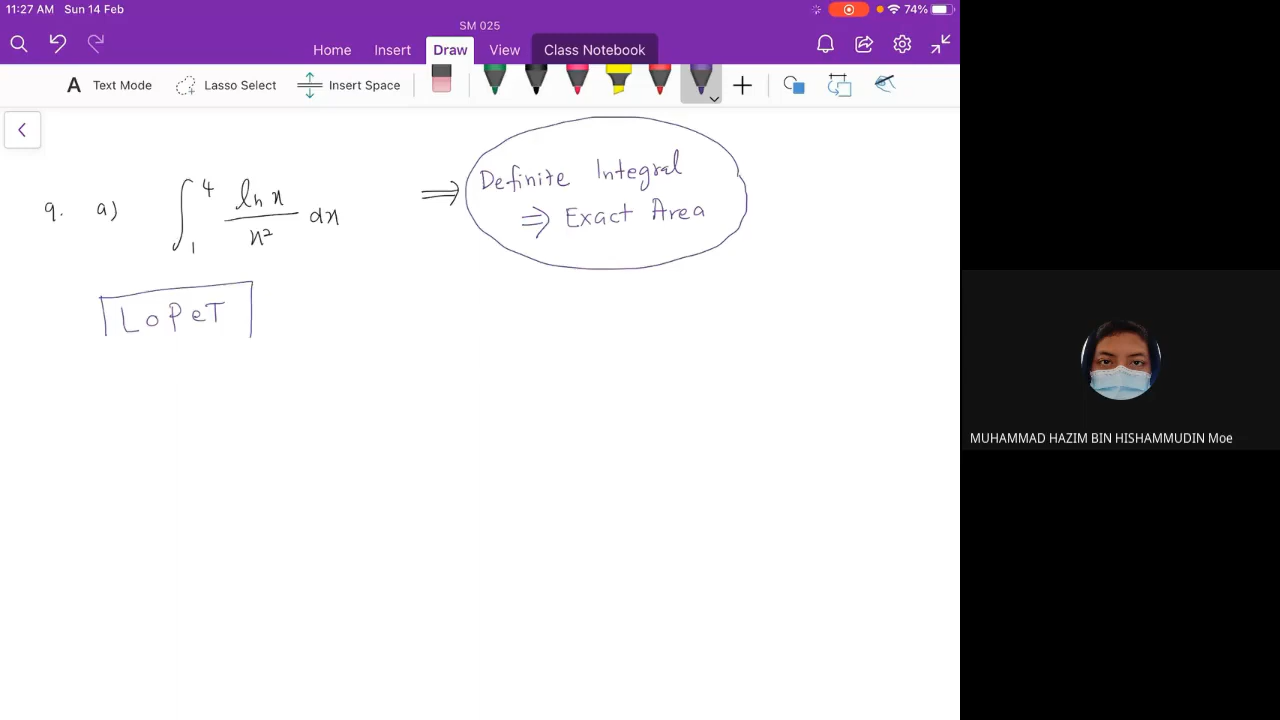 11:27 AM Sun 14 Feb
74%
SM 025
Home Insert Draw View Class Notebook
A Text Mode Lasso Select Insert Space
9. a) ∫₁⁴ ln x / x² dx ⇒ Definite Integral
⇒ Exact Area
LoPeT
MUHAMMAD HAZIM BIN HISHAMMUDIN Moe